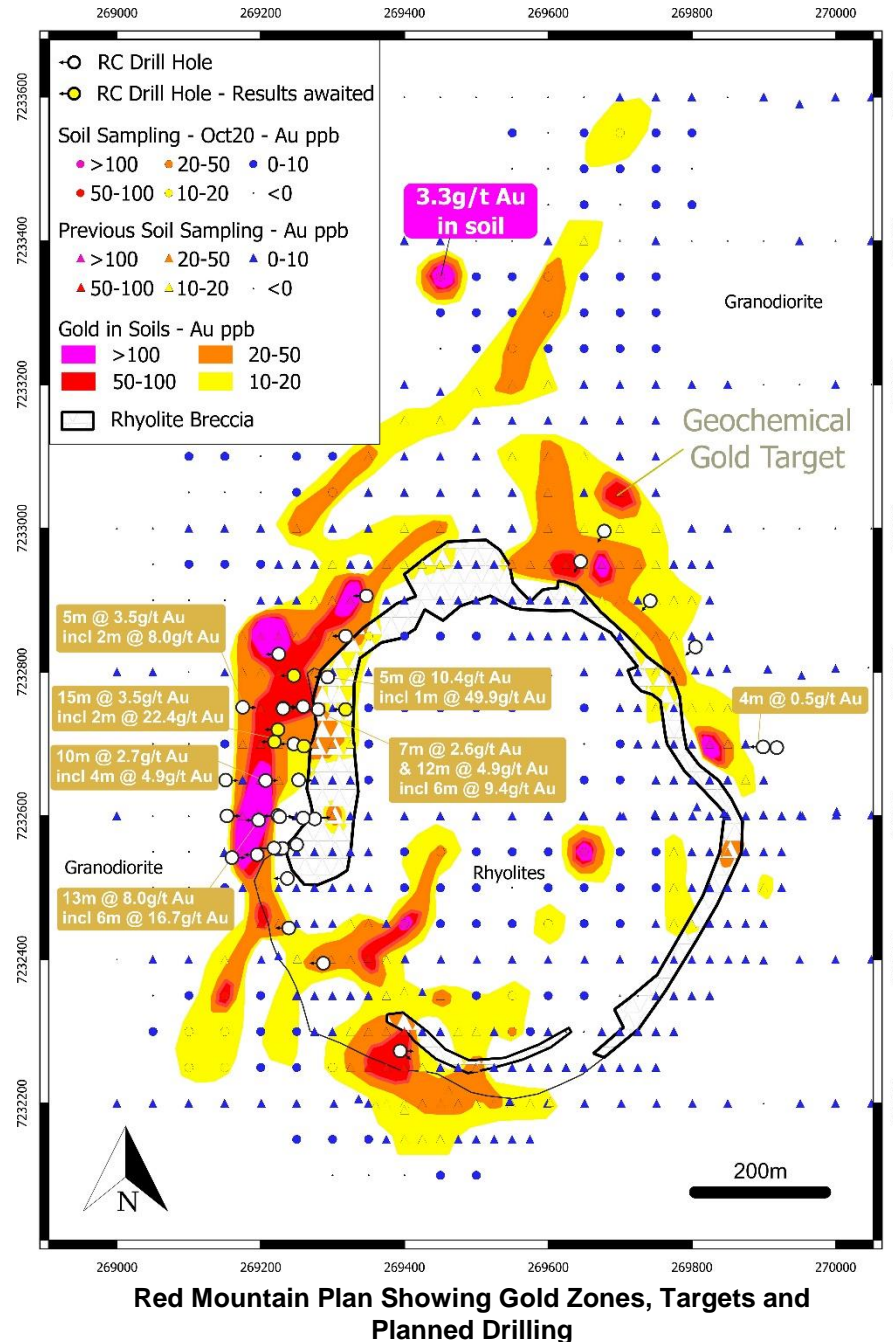 269000 269200 269400 269600 269800 270000
RC Drill Hole
RC Drill Hole - Results awaited
Soil Sampling - Oct20 - Au ppb
>100 20-50 0-10
50-100 10-20 <0
Previous Soil Sampling - Au ppb
>100 20-50 0-10
50-100 10-20 <0
Gold in Soils - Au ppb
>100 20-50
50-100 10-20
Rhyolite Breccia
7233600
7233400
7233200
7233000
7232800
7232600
7232400
7232200
3.3g/t Au
in soil
Granodiorite
Geochemical
Gold Target
5m @ 3.5g/t Au
incl 2m @ 8.0g/t Au
15m @ 3.5g/t Au
incl 2m @ 22.4g/t Au
10m @ 2.7g/t Au
incl 4m @ 4.9g/t Au
5m @ 10.4g/t Au
incl 1m @ 49.9g/t Au
7m @ 2.6g/t Au
& 12m @ 4.9g/t Au
incl 6m @ 9.4g/t Au
4m @ 0.5g/t Au
Granodiorite
Rhyolites
13m @ 8.0g/t Au
incl 6m @ 16.7g/t Au
N
200m
269000 269200 269400 269600 269800 270000
Red Mountain Plan Showing Gold Zones, Targets and
Planned Drilling